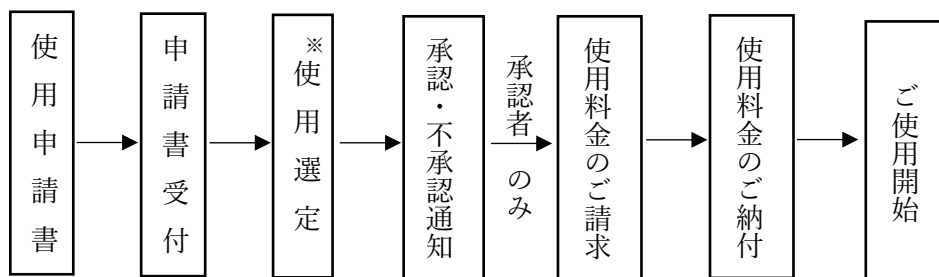 使用申請書
申請書受付
※使用選定
承認・不承認通知
承認者のみ
使用料金のご請求
使用料金のご納付
ご使用開始